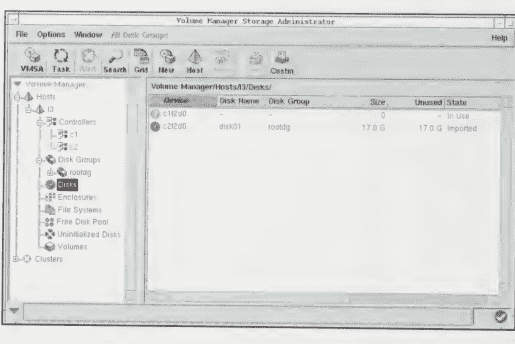 Volume Manager Storage Administrator
File Options Window All Disk Groups Help
VMSA Task Alert Search Grid New Host Custm
Volume Manager
Hosts
l3
Controllers
c1
c2
Disk Groups
rootdg
Disks
Enclosures
File Systems
Free Disk Pool
Uninitialized Disks
Volumes
Clusters
Volume Manager/Hosts/l3/Disks/
Device Disk Name Disk Group Size Unused State
c1t2d0 - - 0 - In Use
c2t2d0 disk01 rootdg 17.0 G 17.0 G Imported